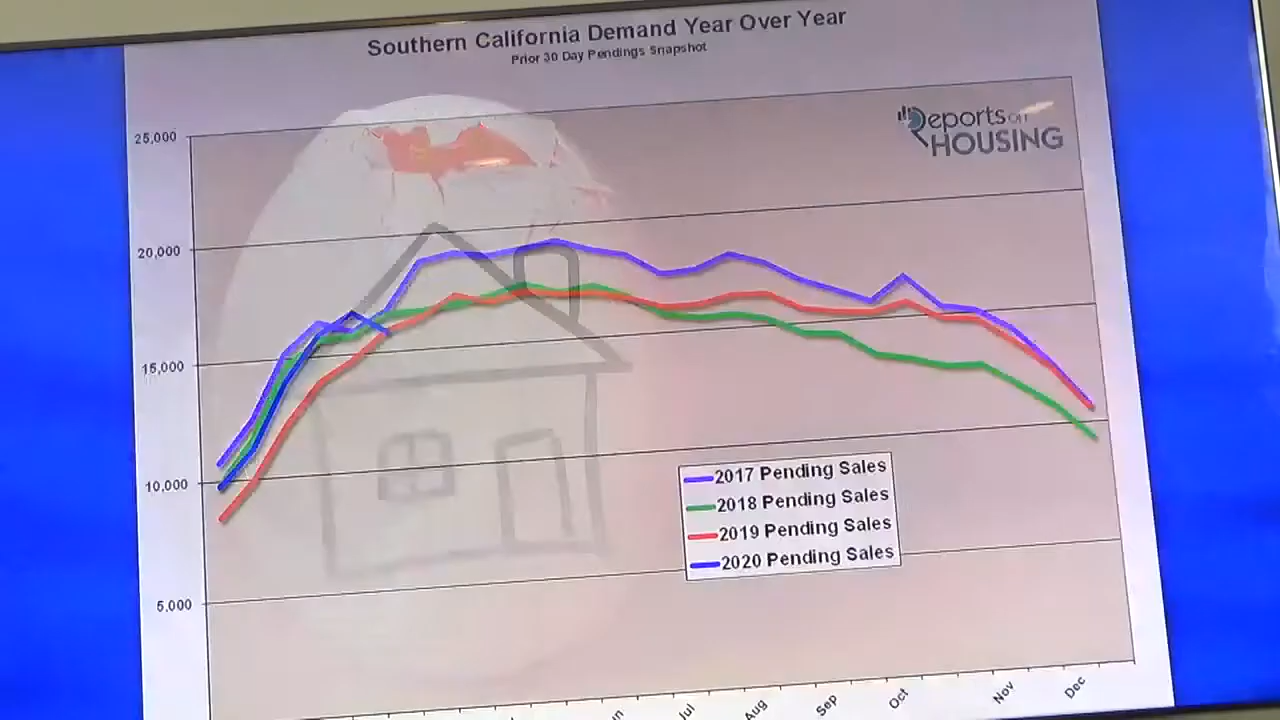 Southern California Demand Year Over Year
Prior 30 Day Pendings Snapshot
Reports on
HOUSING
25,000
20,000
15,000
10,000
5,000
2017 Pending Sales
2018 Pending Sales
2019 Pending Sales
2020 Pending Sales
Jul
Aug
Sep
Oct
Nov
Dec